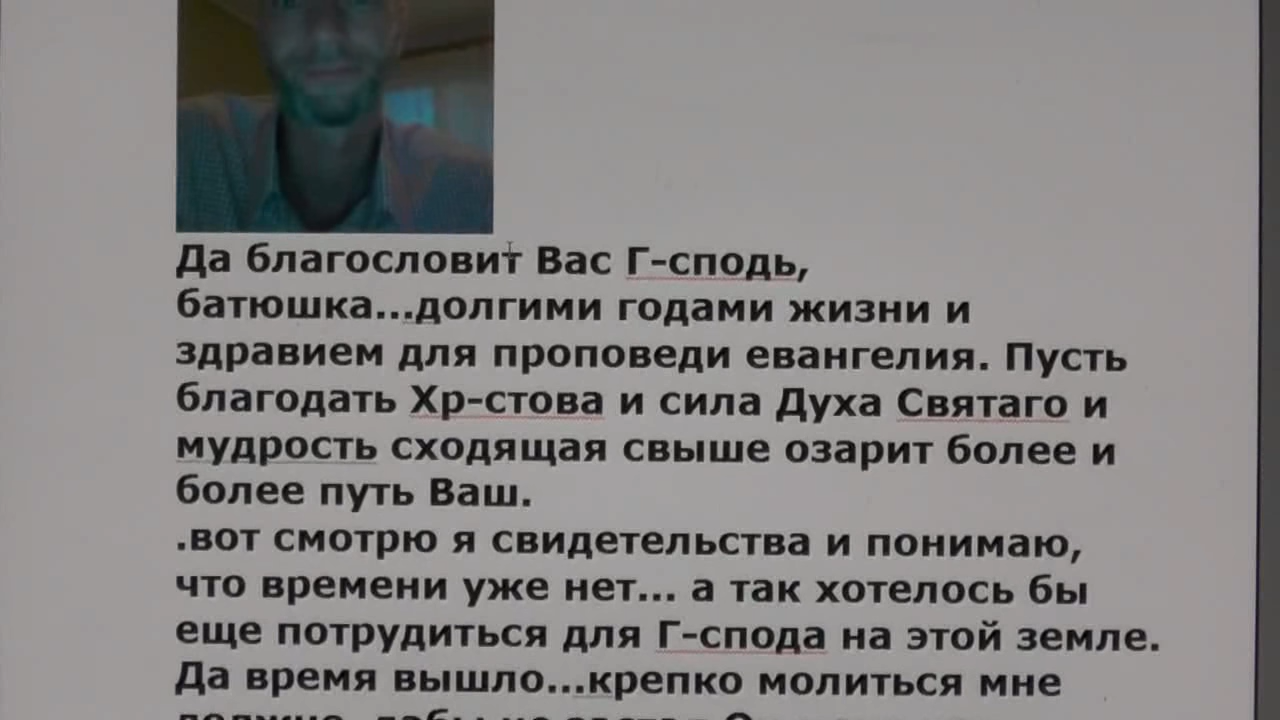 Да благословит Вас Г-сподь,
батюшка...долгими годами жизни и
здравием для проповеди евангелия. Пусть
благодать Хр-стова и сила Духа Святаго и
мудрость сходящая свыше озарит более и
более путь Ваш.
.вот смотрю я свидетельства и понимаю,
что времени уже нет... а так хотелось бы
еще потрудиться для Г-спода на этой земле.
Да время вышло...крепко молиться мне